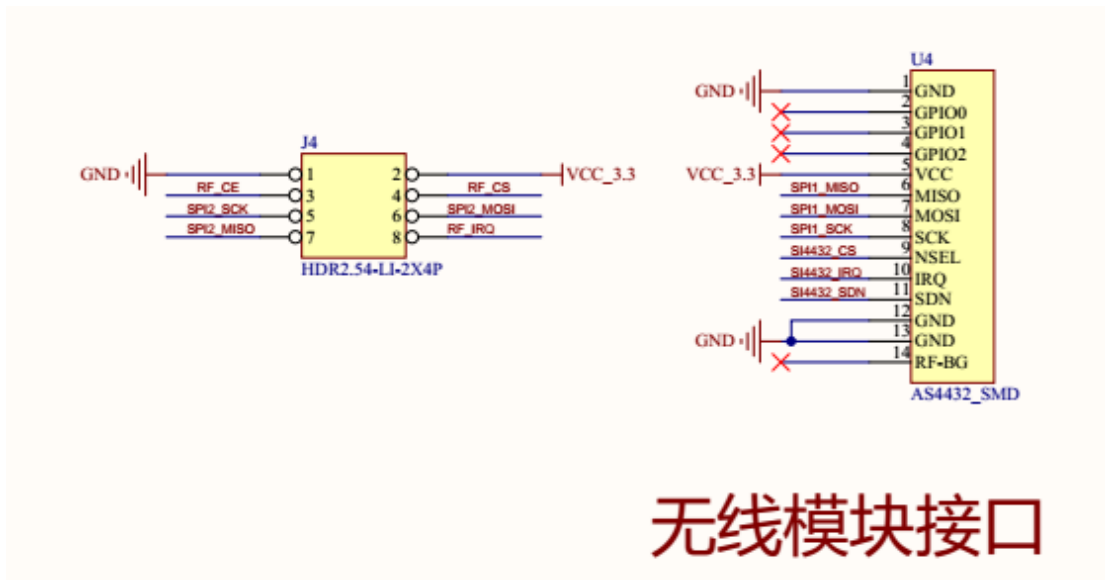 J4
GND
1
2
VCC_3.3
RF_CE
3
4
RF_CS
SPI2_SCK
5
6
SPI2_MOSI
SPI2_MISO
7
8
RF_IRQ
HDR2.54-LI-2X4P
U4
GND
1
GND
2
GPIO0
3
GPIO1
4
GPIO2
VCC_3.3
5
VCC
SPI1_MISO
6
MISO
SPI1_MOSI
7
MOSI
SPI1_SCK
8
SCK
SI4432_CS
9
NSEL
SI4432_IRQ
10
IRQ
SI4432_SDN
11
SDN
12
GND
GND
13
GND
14
RF-BG
AS4432_SMD
无线模块接口